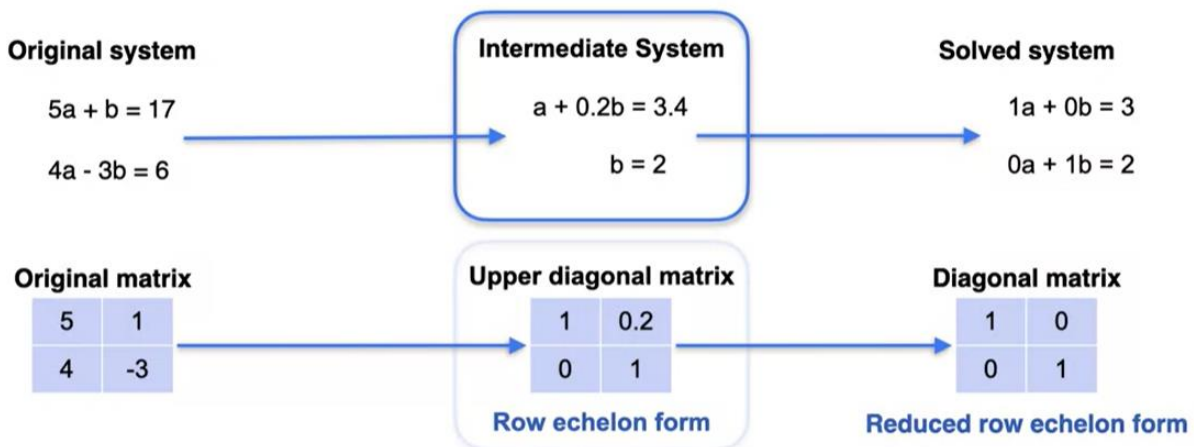 Original system
5a + b = 17
4a - 3b = 6
Intermediate System
a + 0.2b = 3.4
b = 2
Solved system
1a + 0b = 3
0a + 1b = 2
Original matrix
5 1
4 -3
Upper diagonal matrix
1 0.2
0 1
Row echelon form
Diagonal matrix
1 0
0 1
Reduced row echelon form